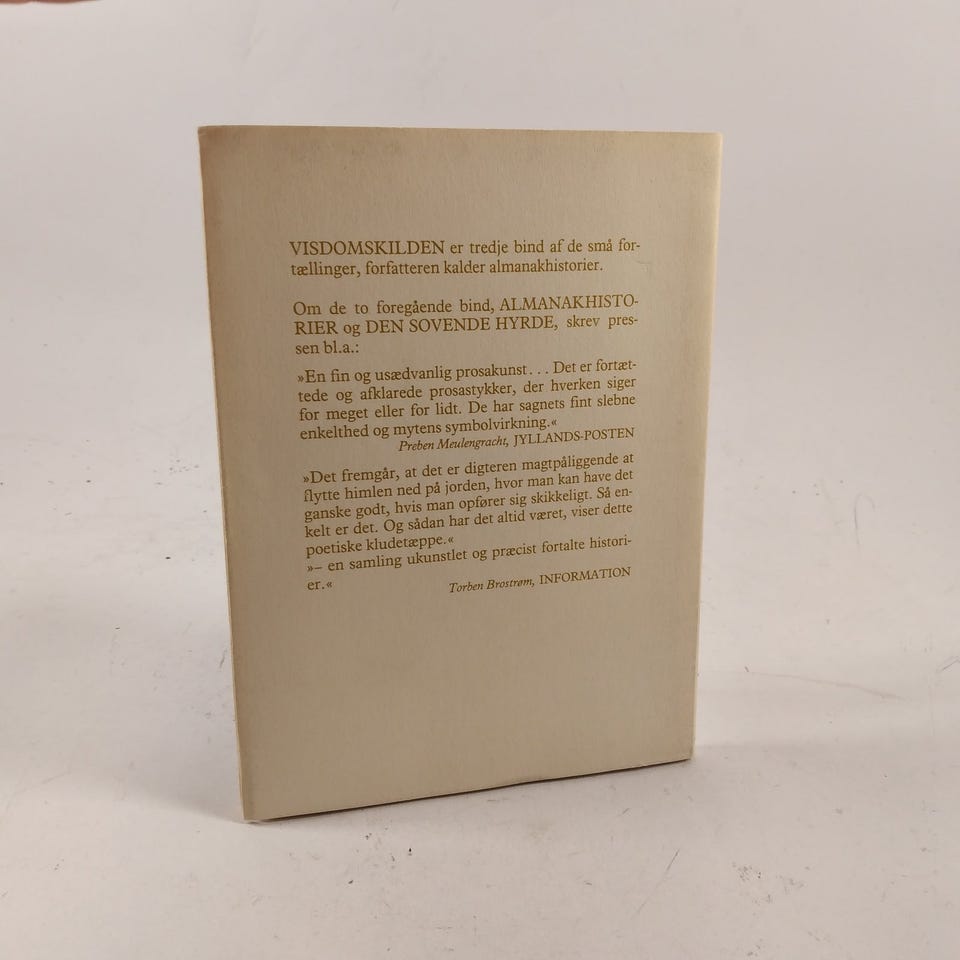 VISDOMSKILDEN er tredje bind af de små for-
tællinger, forfatteren kalder almanakhistorier.
Om de to foregående bind, ALMANAKHISTO-
RIER og DEN SOVENDE HYRDE, skrev pres-
sen bl.a.:
»En fin og usædvanlig prosakunst... Det er fortæt-
tede og afklarede prosastykker, der hverken siger
for meget eller for lidt. De har sagnets fint slebne
enkelthed og mytens symbolvirkning.«
Preben Meulengracht, JYLLANDS-POSTEN
»Det fremgår, at det er digteren magtpåliggende at
flytte himlen ned på jorden, hvor man kan have det
ganske godt, hvis man opfører sig skikkeligt. Så en-
kelt er det. Og sådan har det altid været, viser dette
poetiske kludetæppe.«
»– en samling ukunstlet og præcist fortalte histori-
er.« Torben Brostrøm, INFORMATION